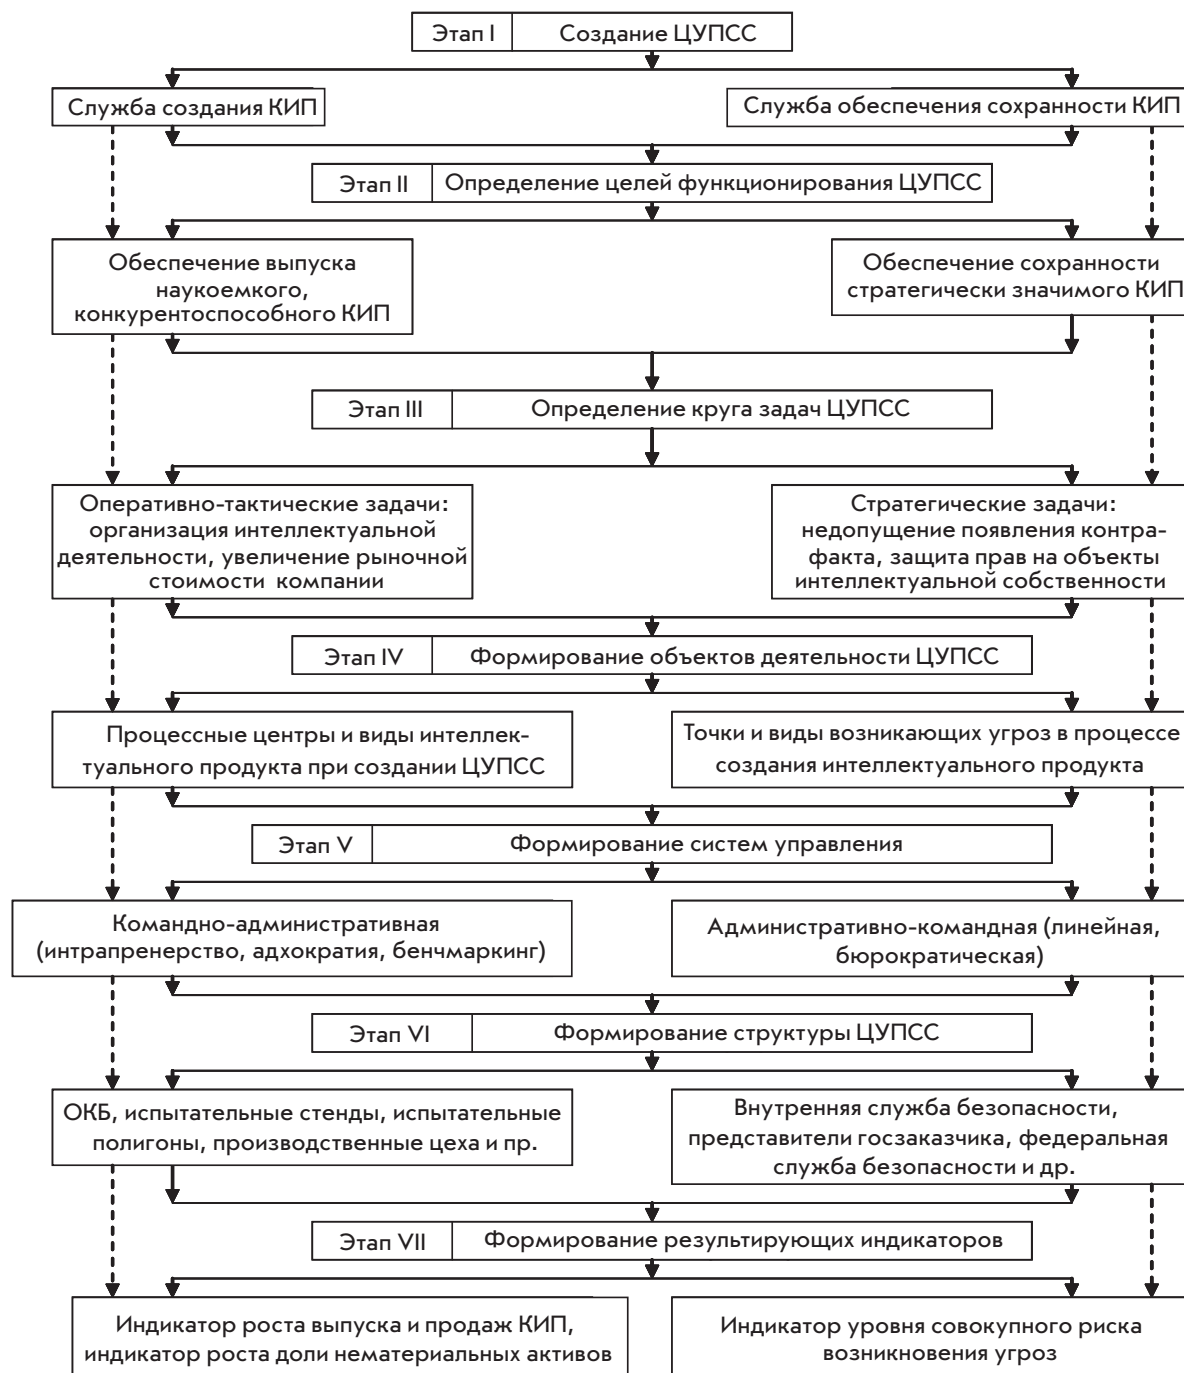 Этап I Создание ЦУПСС
Служба создания КИП
Служба обеспечения сохранности КИП
Этап II Определение целей функционирования ЦУПСС
Обеспечение выпуска
наукоемкого,
конкурентоспособного КИП
Обеспечение сохранности
стратегически значимого КИП
Этап III Определение круга задач ЦУПСС
Оперативно-тактические задачи:
организация интеллектуальной
деятельности, увеличение рыночной
стоимости компании
Стратегические задачи:
недопущение появления контра-
факта, защита прав на объекты
интеллектуальной собственности
Этап IV Формирование объектов деятельности ЦУПСС
Процессные центры и виды интеллек-
туального продукта при создании ЦУПСС
Точки и виды возникающих угроз в процессе
создания интеллектуального продукта
Этап V Формирование систем управления
Командно-административная
(интрапренерство, адхократия, бенчмаркинг)
Административно-командная (линейная,
бюрократическая)
Этап VI Формирование структуры ЦУПСС
ОКБ, испытательные стенды, испытательные
полигоны, производственные цеха и пр.
Внутренняя служба безопасности,
представители госзаказчика, федеральная
служба безопасности и др.
Этап VII Формирование результирующих индикаторов
Индикатор роста выпуска и продаж КИП,
индикатор роста доли нематериальных активов
Индикатор уровня совокупного риска
возникновения угроз